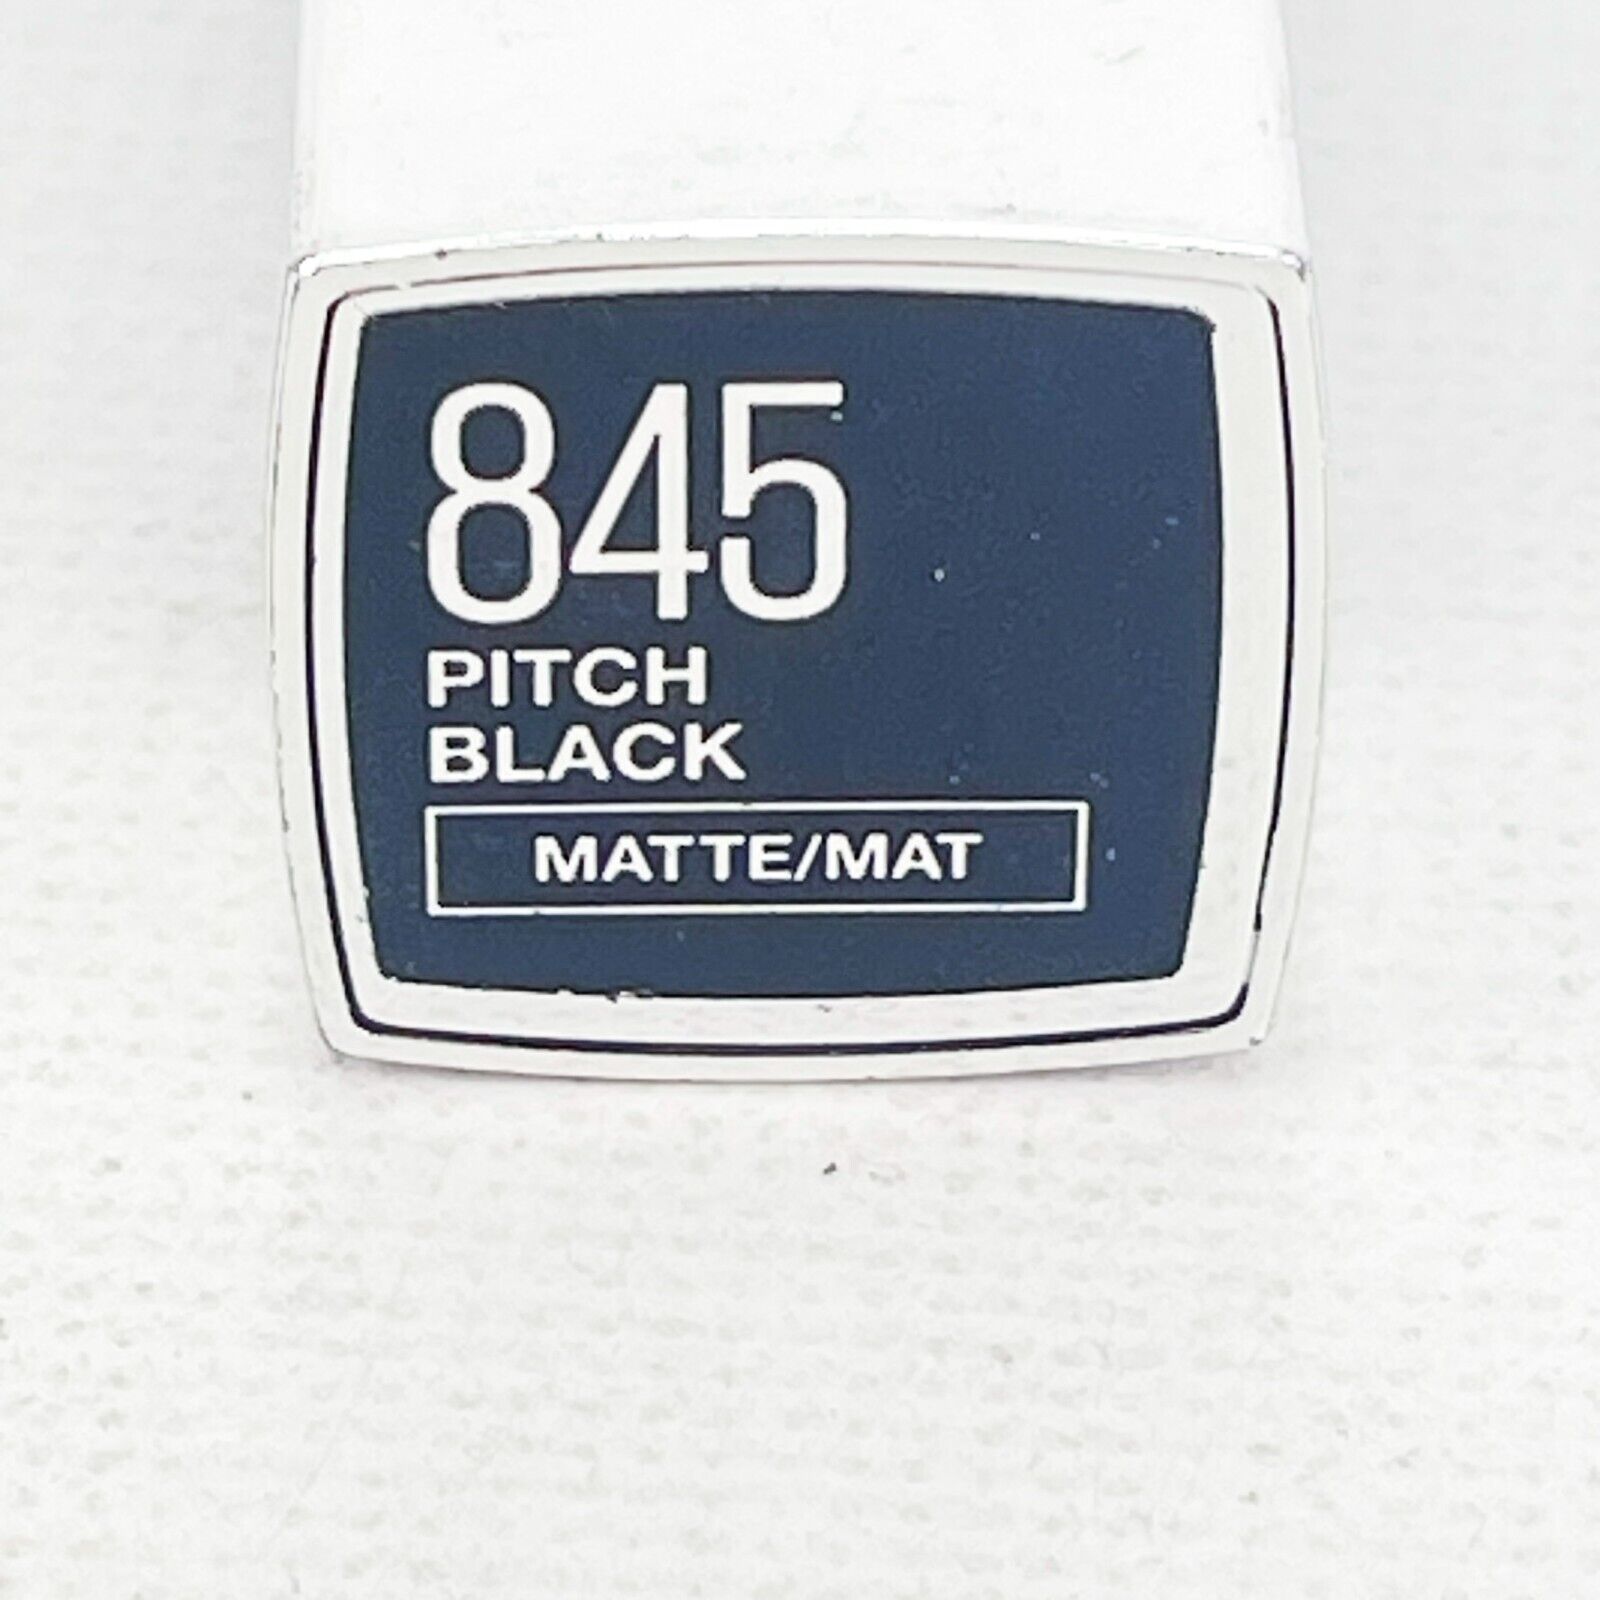 845
PITCH
BLACK
MATTE/MAT